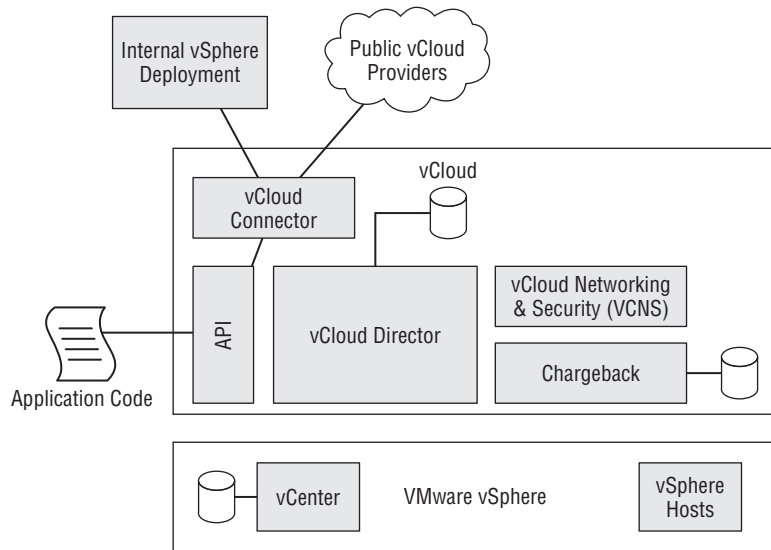 Internal vSphere
Deployment
Public vCloud
Providers
vCloud
Connector
vCloud
API
vCloud Director
vCloud Networking
& Security (VCNS)
Chargeback
Application Code
vCenter
VMware vSphere
vSphere
Hosts